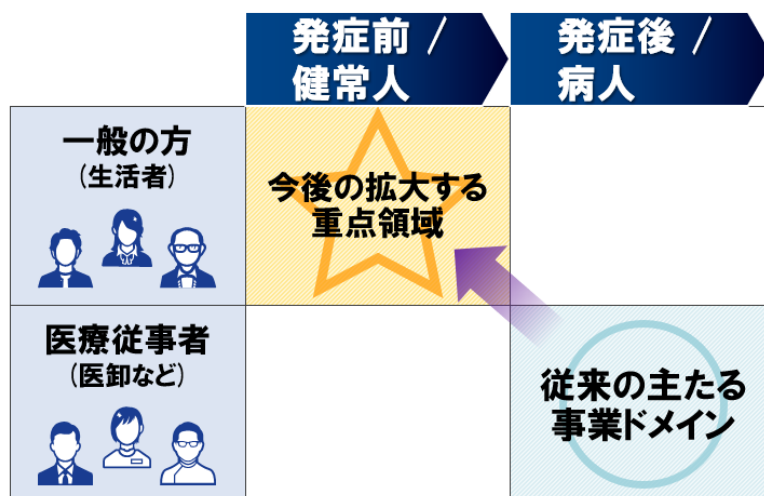 発症前 /
健常人
発症後 /
病人
一般の方
(生活者)
今後の拡大する
重点領域
医療従事者
(医卸など)
従来の主たる
事業ドメイン